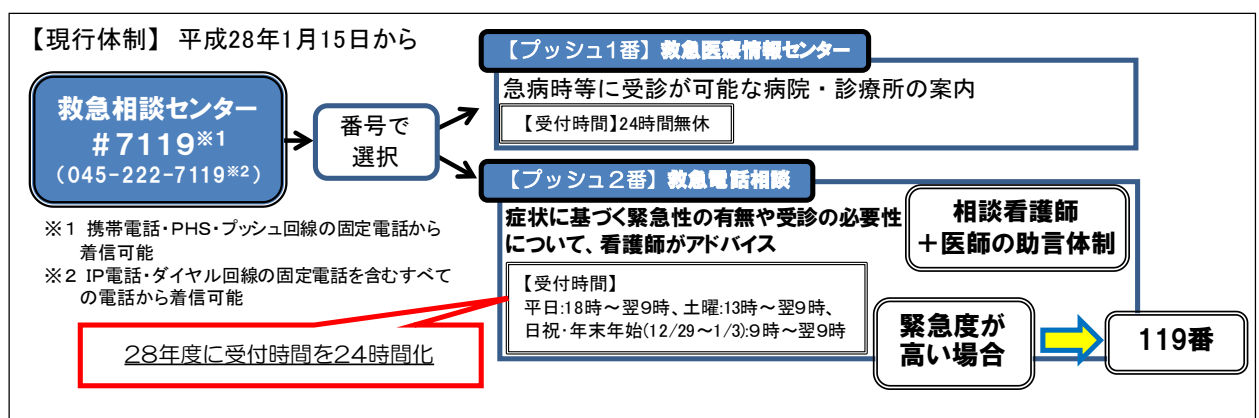 【現行体制】 平成28年1月15日から
救急相談センター
＃7119※1
（045-222-7119※2）
番号で
選択
【プッシュ1番】救急医療情報センター
急病時等に受診が可能な病院・診療所の案内
【受付時間】24時間無休
【プッシュ2番】救急電話相談
症状に基づく緊急性の有無や受診の必要性
について、看護師がアドバイス
【受付時間】
平日:18時～翌9時、土曜:13時～翌9時、
日祝･年末年始(12/29～1/3):9時～翌9時
相談看護師
＋医師の助言体制
緊急度が
高い場合
119番
※1 携帯電話･PHS･プッシュ回線の固定電話から
着信可能
※2 IP電話･ダイヤル回線の固定電話を含むすべて
の電話から着信可能
28年度に受付時間を24時間化